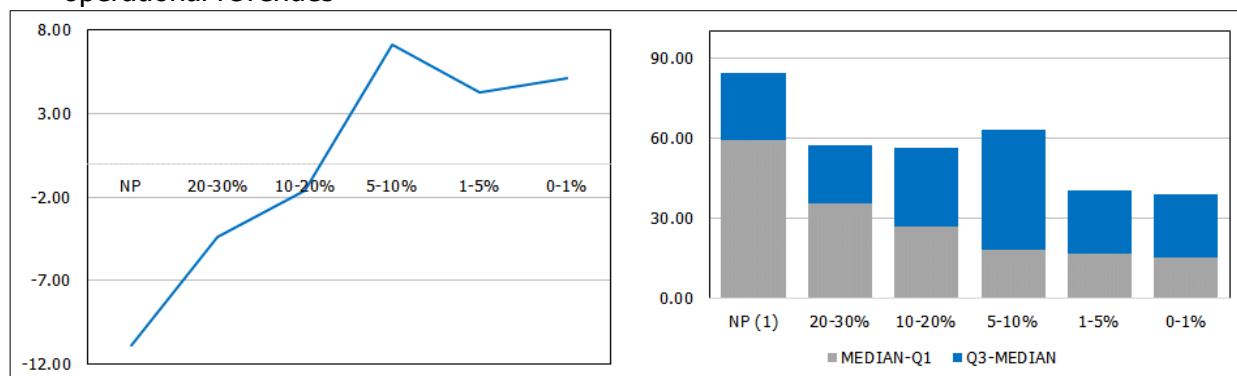 operational revenues
8.00
3.00
-2.00
-7.00
-12.00
NP 20-30% 10-20% 5-10% 1-5% 0-1%
90.00
60.00
30.00
0.00
NP (1) 20-30% 10-20% 5-10% 1-5% 0-1%
MEDIAN-Q1 Q3-MEDIAN